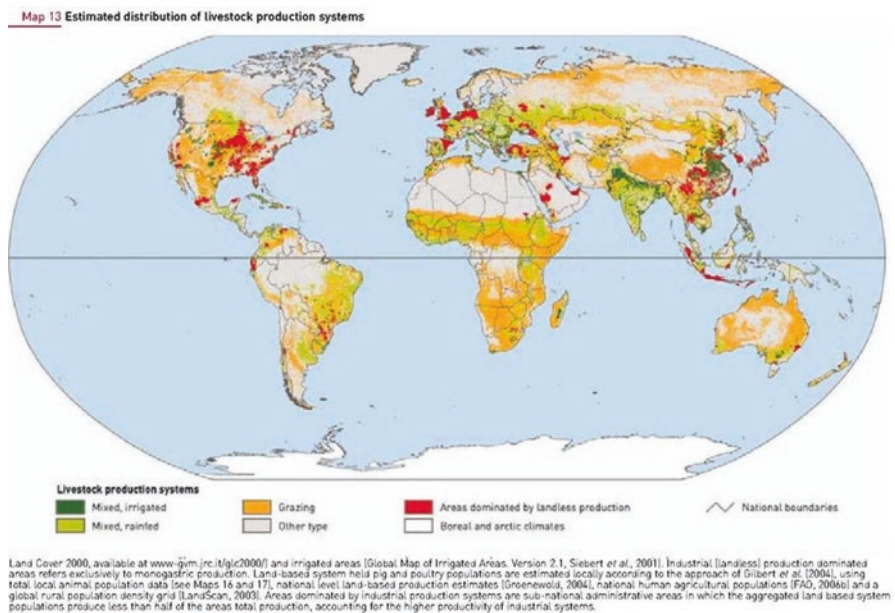 Map 13 Estimated distribution of livestock production systems
Livestock production systems
Mixed, irrigated
Grazing
Areas dominated by landless production
National boundaries
Mixed, rainfed
Other type
Boreal and arctic climates
Land Cover 2000, available at www-gvm.jrc.it/glc2000/) and irrigated areas (Global Map of Irrigated Areas. Version 2.1, Siebert et al., 2001). Industrial (landless) production dominated
areas refers exclusively to monogastric production. Land-based system held pig and poultry populations are estimated locally according to the approach of Gilbert et al. (2004), using
total local animal population data (see Maps 16 and 17), national level land-based production estimates (Groenewold, 2004), national human agricultural populations (FAO, 2006b) and a
global rural population density grid (LandScan, 2003). Areas dominated by industrial production systems are sub-national administrative areas in which the aggregated land based system
populations produce less than half of the areas total production, accounting for the higher productivity of industrial systems.